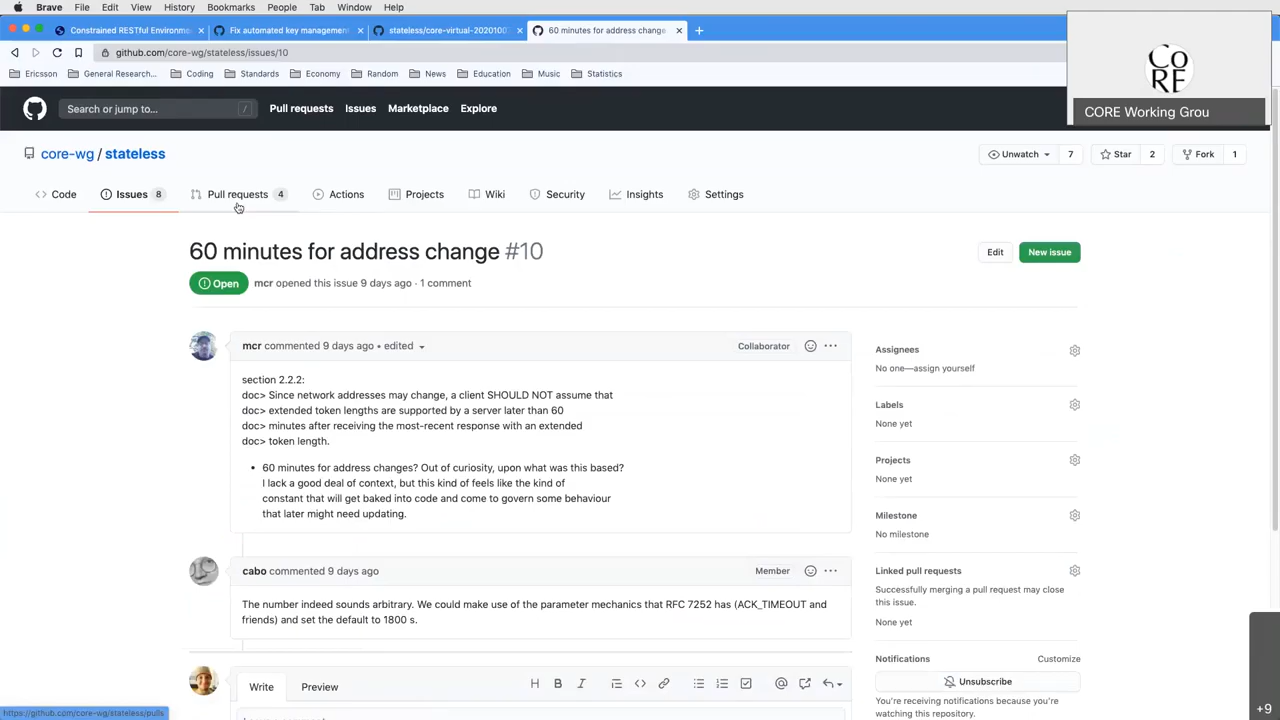 Brave File Edit View History Bookmarks People Tab Window Help
Constrained RESTful Environme × Fix automated key management × stateless/core-virtual-2020100 × 60 minutes for address change × +
github.com/core-wg/stateless/issues/10
Ericsson General Research... Coding Standards Economy Random News Education Music Statistics
CORE
CORE Working Grou
Search or jump to... / Pull requests Issues Marketplace Explore
core-wg / stateless Unwatch 7 Star 2 Fork 1
Code Issues 8 Pull requests 4 Actions Projects Wiki Security Insights Settings
60 minutes for address change #10 Edit New issue
Open mcr opened this issue 9 days ago · 1 comment
mcr commented 9 days ago • edited Collaborator
section 2.2.2:
doc> Since network addresses may change, a client SHOULD NOT assume that
doc> extended token lengths are supported by a server later than 60
doc> minutes after receiving the most-recent response with an extended
doc> token length.
• 60 minutes for address changes? Out of curiosity, upon what was this based?
I lack a good deal of context, but this kind of feels like the kind of
constant that will get baked into code and come to govern some behaviour
that later might need updating.
cabo commented 9 days ago Member
The number indeed sounds arbitrary. We could make use of the parameter mechanics that RFC 7252 has (ACK_TIMEOUT and
friends) and set the default to 1800 s.
Write Preview
Assignees
No one—assign yourself
Labels
None yet
Projects
None yet
Milestone
No milestone
Linked pull requests
Successfully merging a pull request may close
this issue.
None yet
Notifications Customize
Unsubscribe
You're receiving notifications because you're
watching this repository.
https://github.com/core-wg/stateless/pulls
+9